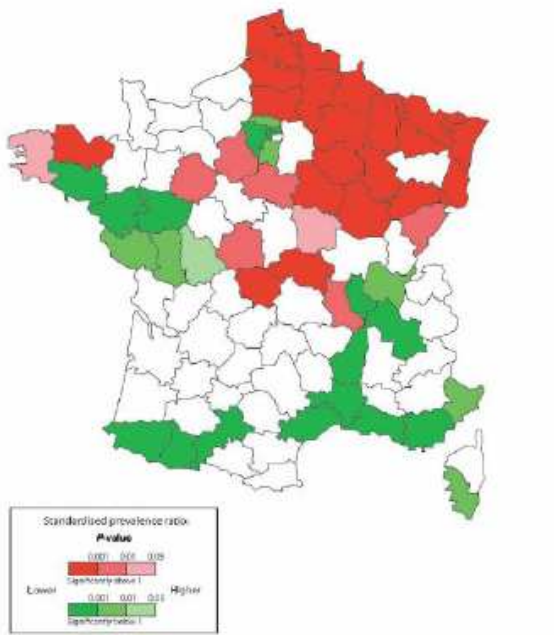 Standardised prevalence ratio
P-value
0.001 0.01 0.05
Significantly above 1
Lower Higher
0.001 0.01 0.05
Significantly below 1